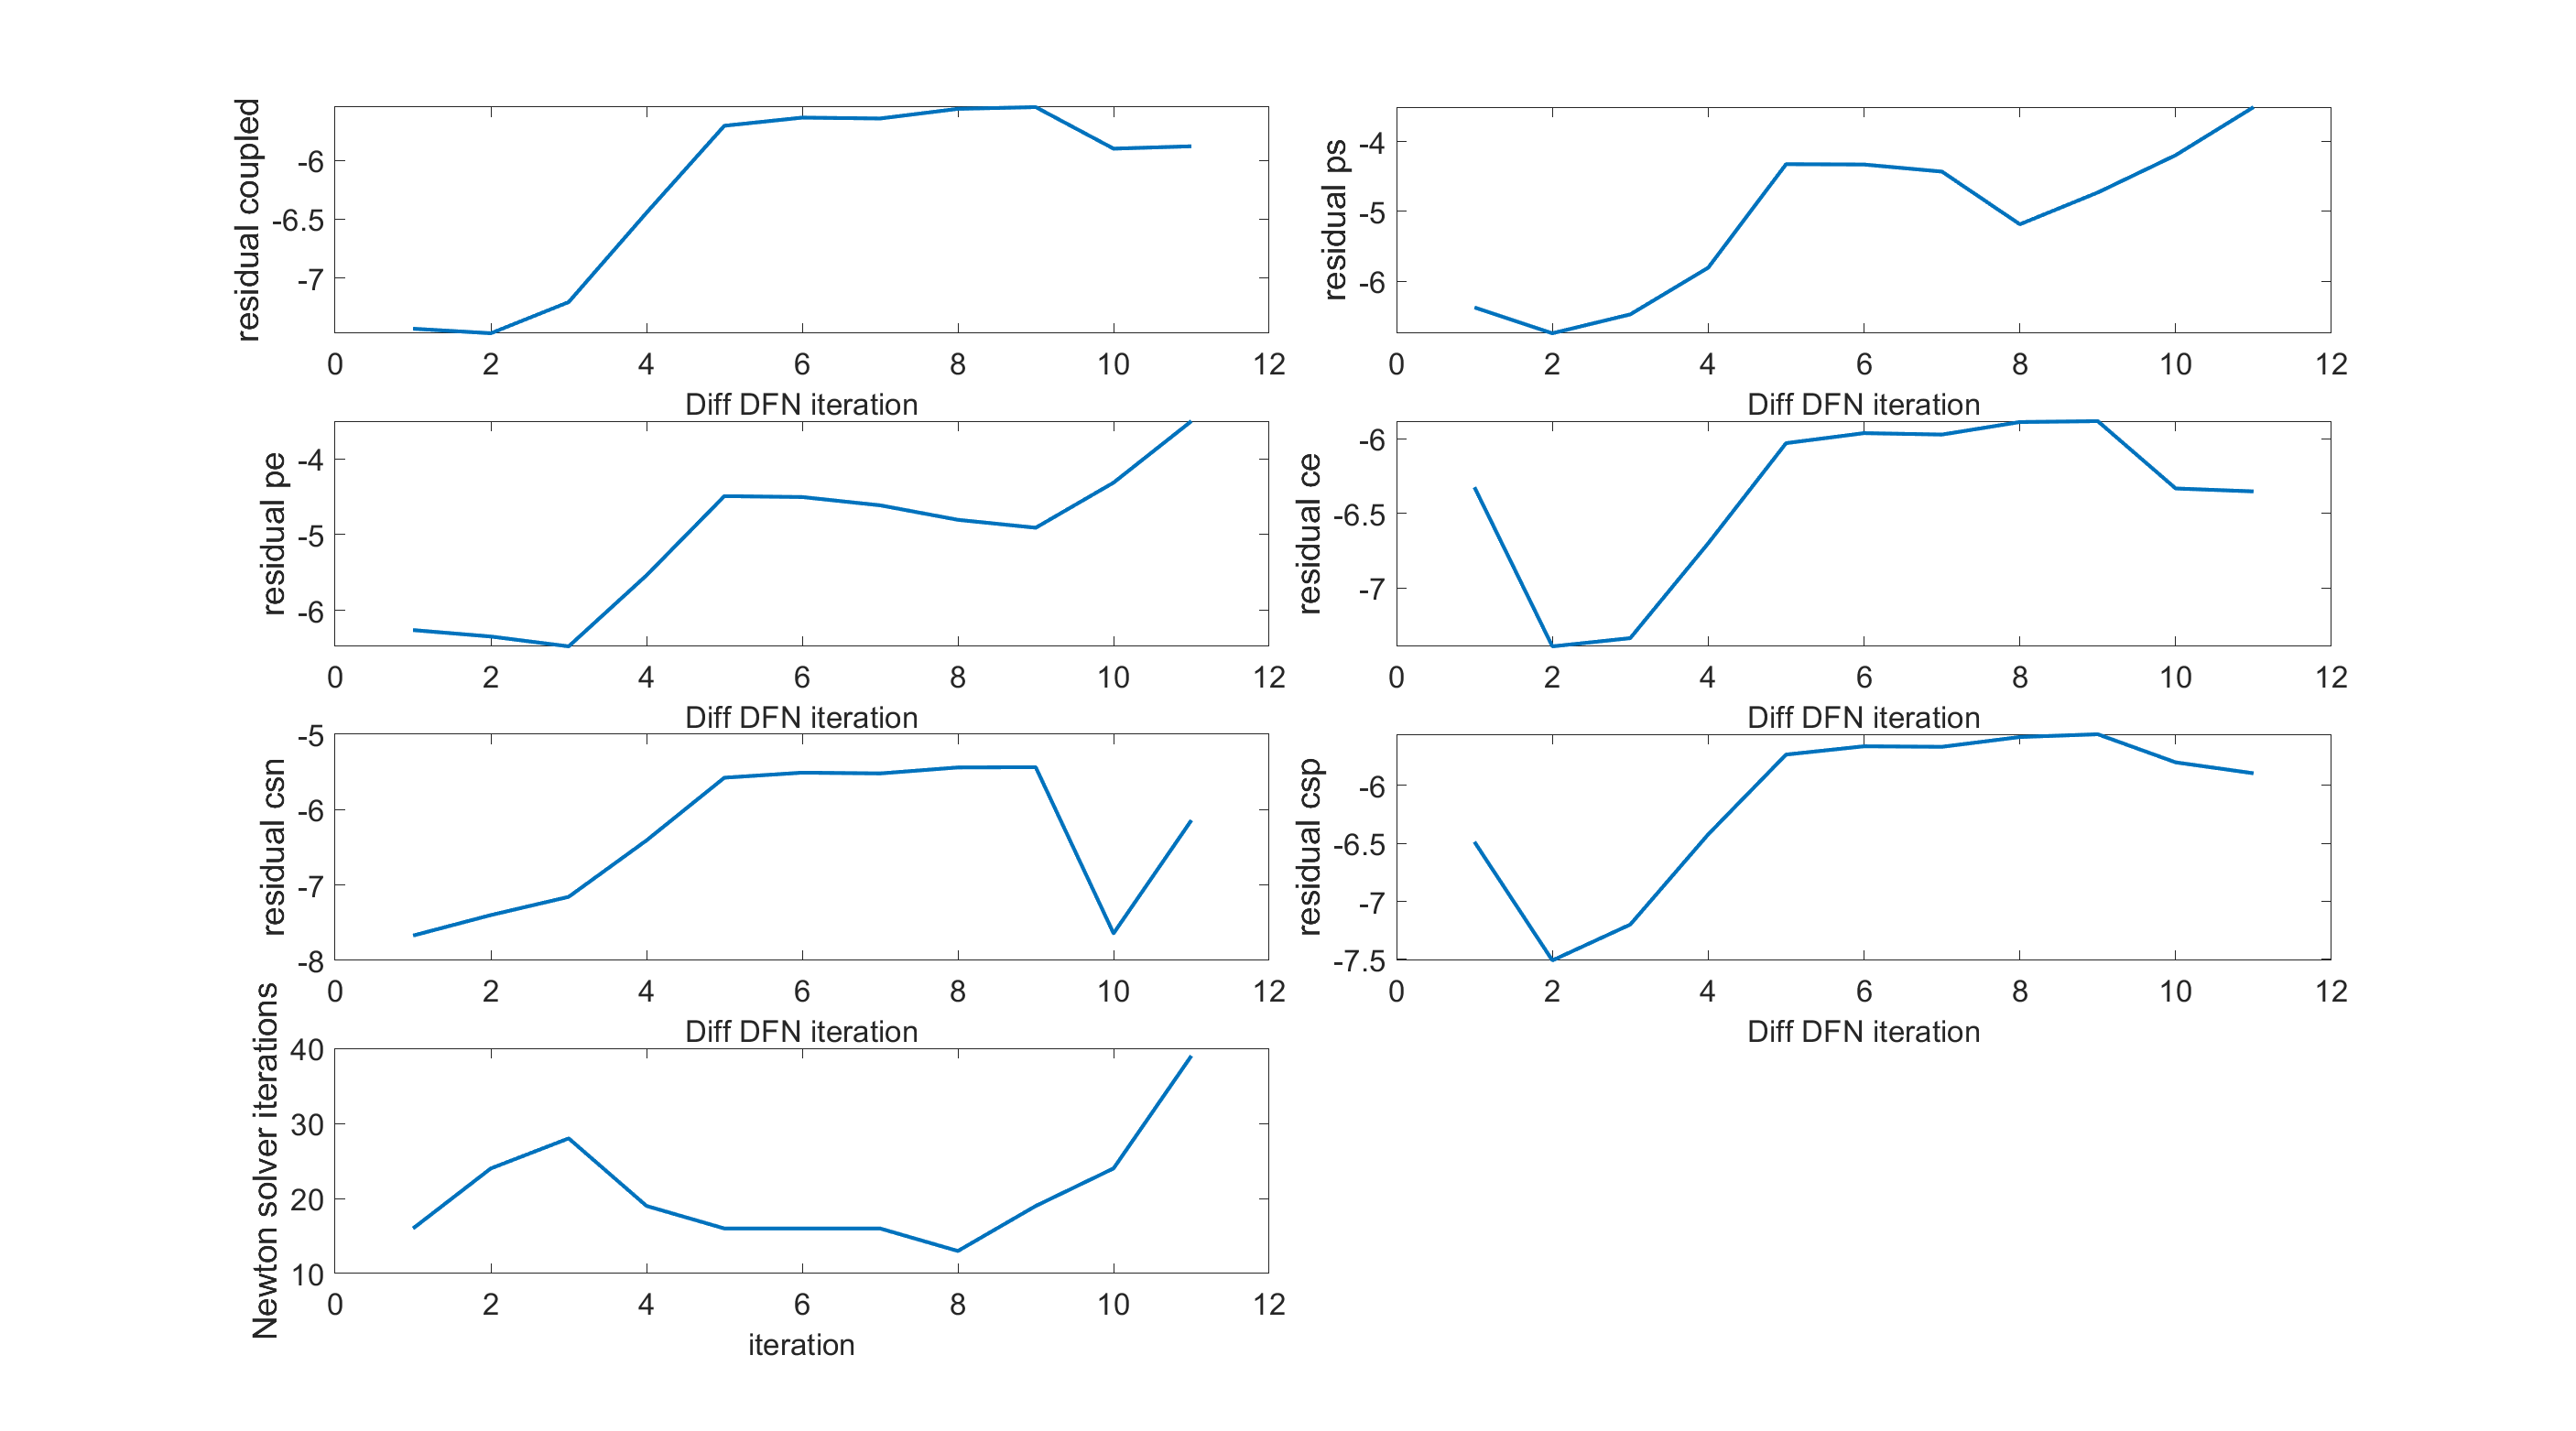 residual coupled
-6
-6.5
-7
0 2 4 6 8 10 12
Diff DFN iteration
residual ps
-4
-5
-6
0 2 4 6 8 10 12
Diff DFN iteration
residual pe
-4
-5
-6
0 2 4 6 8 10 12
Diff DFN iteration
residual ce
-6
-6.5
-7
0 2 4 6 8 10 12
Diff DFN iteration
residual csn
-5
-6
-7
-8
0 2 4 6 8 10 12
Diff DFN iteration
residual csp
-6
-6.5
-7
-7.5
0 2 4 6 8 10 12
Diff DFN iteration
Newton solver iterations
40
30
20
10
0 2 4 6 8 10 12
iteration